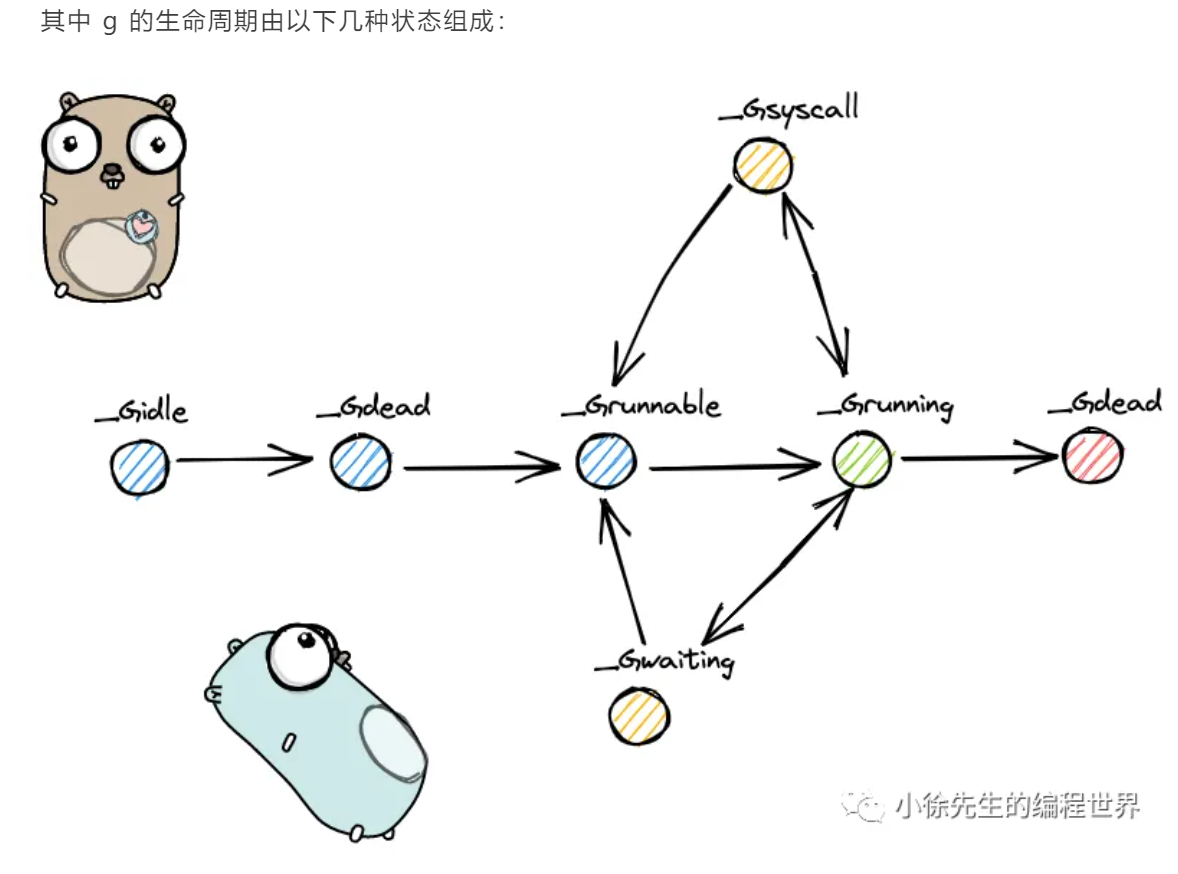 其中 g 的生命周期由以下几种状态组成：
_Gsyscall
_Gidle
_Gdead
_Grunnable
_Grunning
_Gdead
_Gwaiting
小徐先生的编程世界